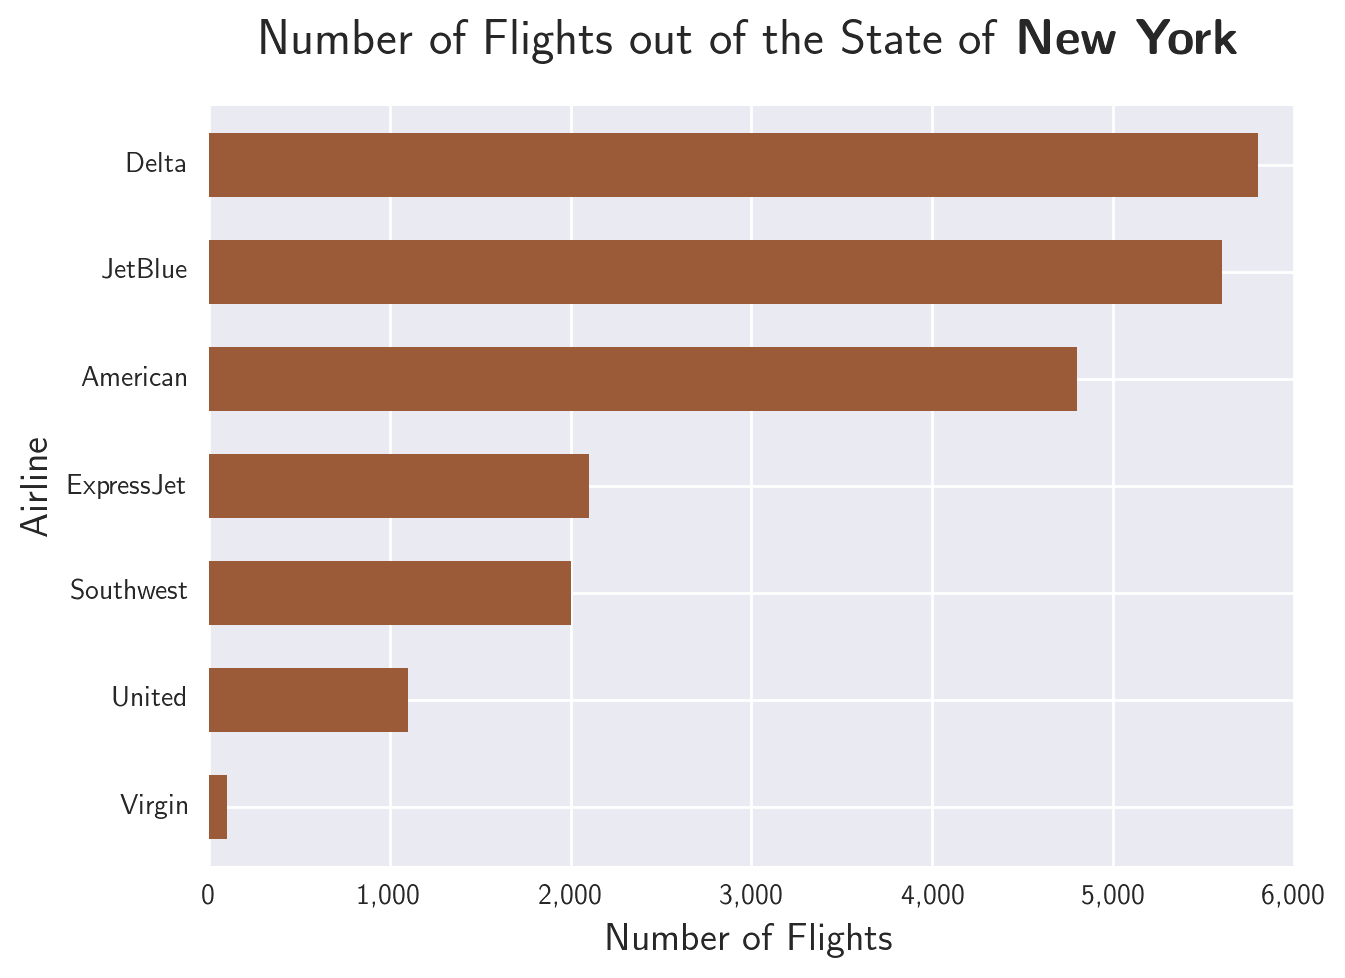 Number of Flights out of the State of New York
Delta
JetBlue
American
ExpressJet
Southwest
United
Virgin
Airline
0 1,000 2,000 3,000 4,000 5,000 6,000
Number of Flights